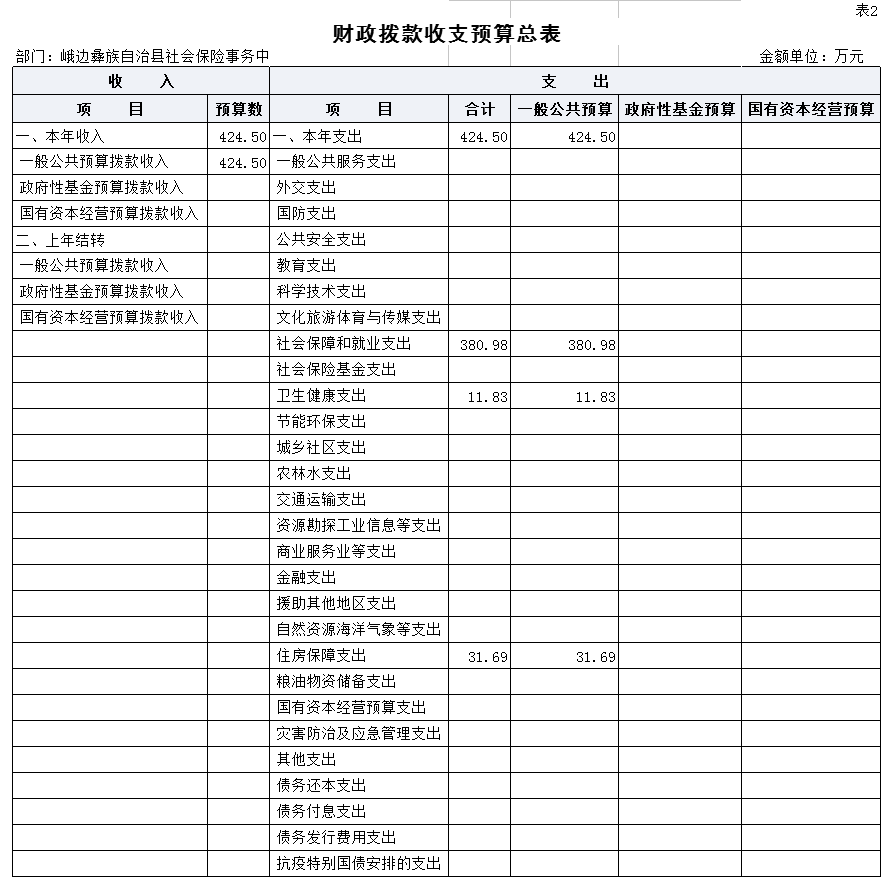 表2
财政拨款收支预算总表
部门：峨边彝族自治县社会保险事务中 金额单位：万元
收 入 支 出
项 目 预算数 项 目 合计 一般公共预算 政府性基金预算 国有资本经营预算
一、本年收入 424.50 一、本年支出 424.50 424.50
一般公共预算拨款收入 424.50 一般公共服务支出
政府性基金预算拨款收入 外交支出
国有资本经营预算拨款收入 国防支出
二、上年结转 公共安全支出
一般公共预算拨款收入 教育支出
政府性基金预算拨款收入 科学技术支出
国有资本经营预算拨款收入 文化旅游体育与传媒支出
社会保障和就业支出 380.98 380.98
社会保险基金支出
卫生健康支出 11.83 11.83
节能环保支出
城乡社区支出
农林水支出
交通运输支出
资源勘探工业信息等支出
商业服务业等支出
金融支出
援助其他地区支出
自然资源海洋气象等支出
住房保障支出 31.69 31.69
粮油物资储备支出
国有资本经营预算支出
灾害防治及应急管理支出
其他支出
债务还本支出
债务付息支出
债务发行费用支出
抗疫特别国债安排的支出